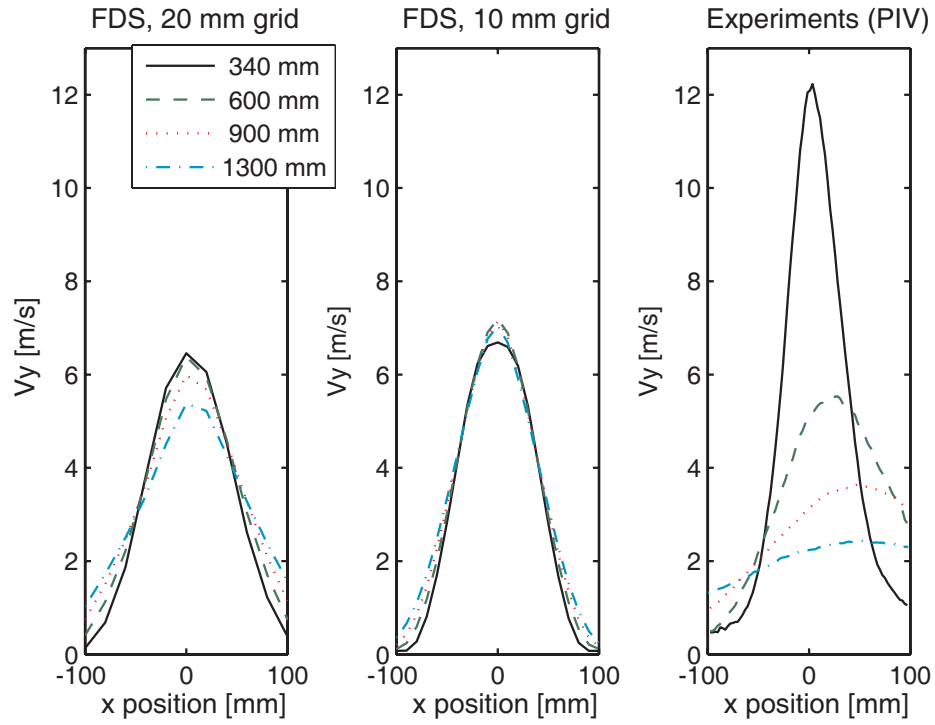 FDS, 20 mm grid
FDS, 10 mm grid
Experiments (PIV)
340 mm
600 mm
900 mm
1300 mm
12
10
8
6
4
2
0
Vy [m/s]
-100 0 100
x position [mm]
12
10
8
6
4
2
0
Vy [m/s]
-100 0 100
x position [mm]
12
10
8
6
4
2
0
Vy [m/s]
-100 0 100
x position [mm]